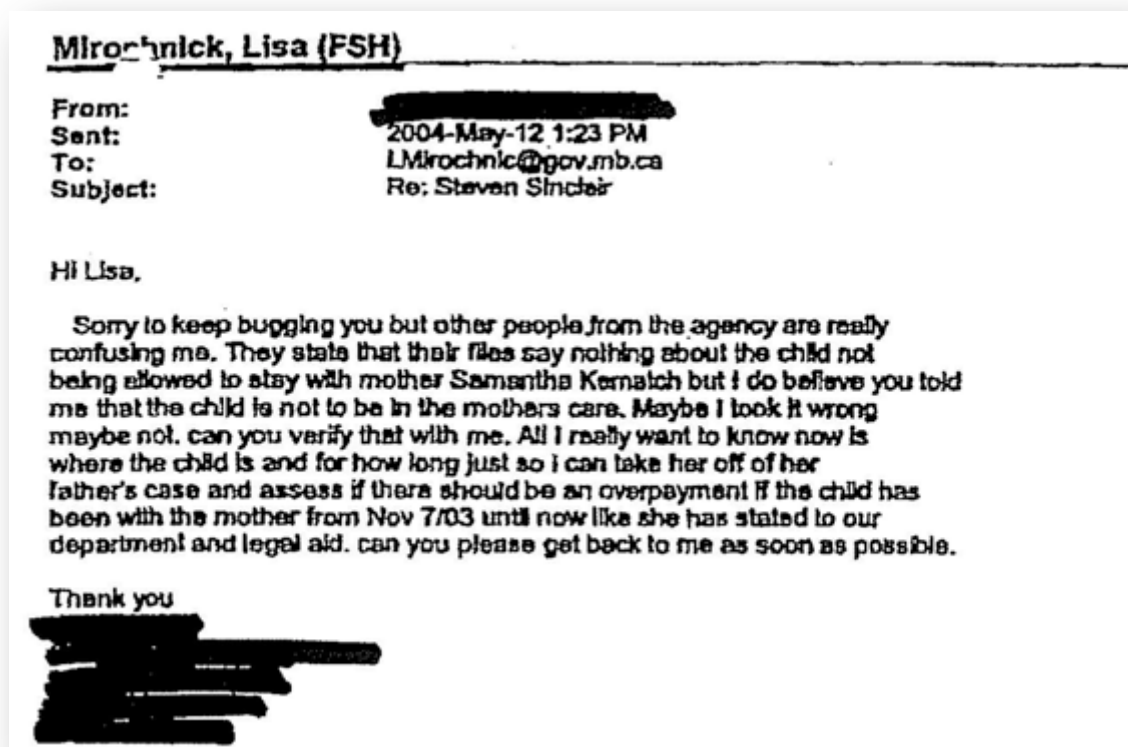 Mirochnick, Lisa (FSH)
From:
Sent: 2004-May-12 1:23 PM
To: LMirochnic@gov.mb.ca
Subject: Re: Steven Sinclair
Hi Lisa,
Sorry to keep bugging you but other people from the agency are really
confusing me. They state that their files say nothing about the child not
being allowed to stay with mother Samantha Kematch but I do believe you told
me that the child is not to be in the mothers care. Maybe I took it wrong
maybe not. can you verify that with me. All I really want to know now is
where the child is and for how long just so I can take her off of her
father's case and assess if there should be an overpayment if the child has
been with the mother from Nov 7/03 until now like she has stated to our
department and legal aid. can you please get back to me as soon as possible.
Thank you